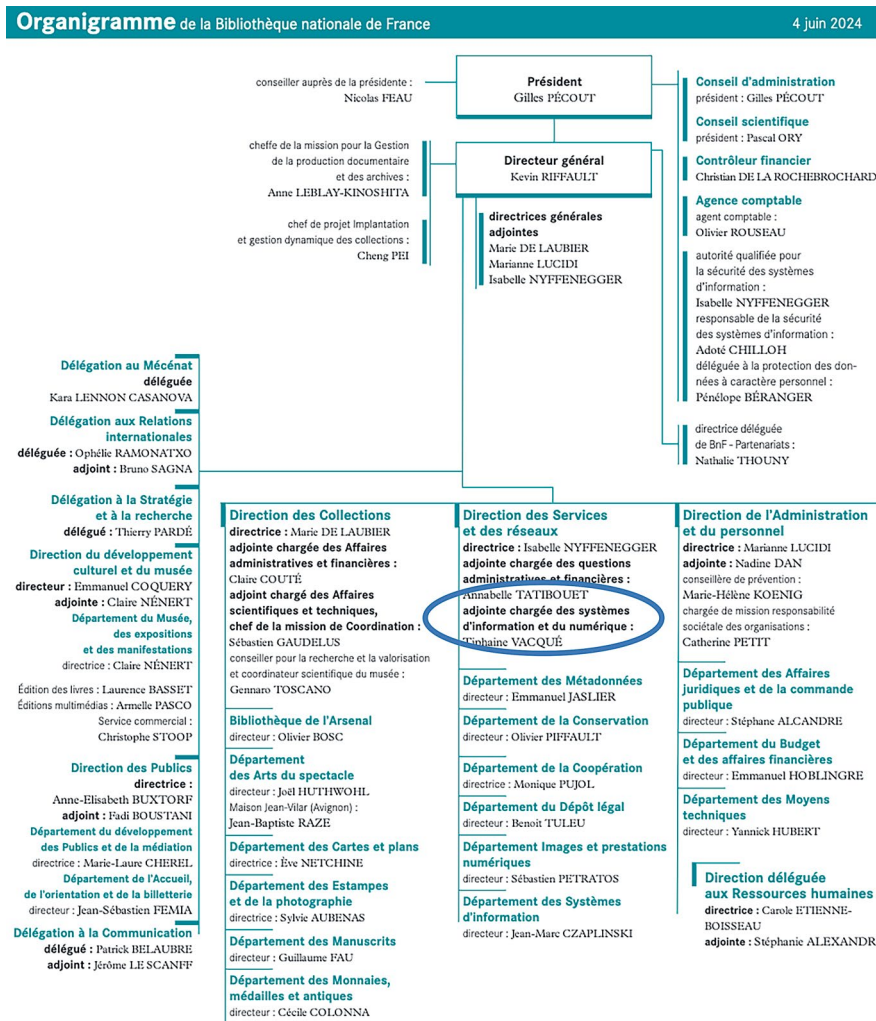 Organigramme de la Bibliothèque nationale de France
4 juin 2024
conseiller auprès de la présidente :
Nicolas FEAU
Président
Gilles PÉCOUT
Conseil d'administration
président : Gilles PÉCOUT
Conseil scientifique
président : Pascal ORY
Contrôleur financier
Christian DE LA ROCHEBROCHARD
Agence comptable
agent comptable :
Olivier ROUSEAU
autorité qualifiée pour
la sécurité des systèmes
d'information :
Isabelle NYFFENEGGER
responsable de la sécurité
des systèmes d'information :
Adoté CHILLOH
déléguée à la protection des don-
nées à caractère personnel :
Pénélope BÉRANGER
directrice déléguée
de BnF - Partenariats :
Nathalie THOUNY
cheffe de la mission pour la Gestion
de la production documentaire
et des archives :
Anne LEBLAY-KINOSHITA
chef de projet Implantation
et gestion dynamique des collections :
Cheng PEI
Directeur général
Kevin RIFFAULT
directrices générales
adjointes
Marie DE LAUBIER
Marianne LUCIDI
Isabelle NYFFENEGGER
Délégation au Mécénat
déléguée
Kara LENNON CASANOVA
Délégation aux Relations
internationales
déléguée : Ophélie RAMONATXO
adjoint : Bruno SAGNA
Délégation à la Stratégie
et à la recherche
délégué : Thierry PARDÉ
Direction du développement
culturel et du musée
directeur : Emmanuel COQUERY
adjointe : Claire NÉNERT
Département du Musée,
des expositions
et des manifestations
directrice : Claire NÉNERT
Édition des livres : Laurence BASSET
Éditions multimédias : Armelle PASCO
Service commercial :
Christophe STOOP
Direction des Publics
directrice :
Anne-Elisabeth BUXTORF
adjoint : Fadi BOUSTANI
Département du développement
des Publics et de la médiation
directrice : Marie-Laure CHEREL
Département de l'Accueil,
de l'orientation et de la billetterie
directeur : Jean-Sébastien FEMIA
Délégation à la Communication
délégué : Patrick BELAUBRE
adjoint : Jérôme LE SCANFF
Direction des Collections
directrice : Marie DE LAUBIER
adjointe chargée des Affaires
administratives et financières :
Claire COUTÉ
adjoint chargé des Affaires
scientifiques et techniques,
chef de la mission de Coordination :
Sébastien GAUDELUS
conseiller pour la recherche et la valorisation
et coordinateur scientifique du musée :
Gennaro TOSCANO
Bibliothèque de l'Arsenal
directeur : Olivier BOSC
Département
des Arts du spectacle
directeur : Joël HUTHWOHL
Maison Jean-Vilar (Avignon) :
Jean-Baptiste RAZE
Département des Cartes et plans
directrice : Ève NETCHINE
Département des Estampes
et de la photographie
directrice : Sylvie AUBENAS
Département des Manuscrits
directeur : Guillaume FAU
Département des Monnaies,
médailles et antiques
directeur : Cécile COLONNA
Direction des Services
et des réseaux
directrice : Isabelle NYFFENEGGER
adjointe chargée des questions
administratives et financières :
Annabelle TATIBOUET
adjointe chargée des systèmes
d'information et du numérique :
Tiphaine VACQUÉ
Département des Métadonnées
directeur : Emmanuel JASLIER
Département de la Conservation
directeur : Olivier PIFFAULT
Département de la Coopération
directrice : Monique PUJOL
Département du Dépôt légal
directeur : Benoit TULEU
Département Images et prestations
numériques
directeur : Sébastien PETRATOS
Département des Systèmes
d'information
directeur : Jean-Marc CZAPLINSKI
Direction de l'Administration
et du personnel
directrice : Marianne LUCIDI
adjointe : Nadine DAN
conseillère de prévention :
Marie-Hélène KOENIG
chargée de mission responsabilité
sociétale des organisations :
Catherine PETIT
Département des Affaires
juridiques et de la commande
publique
directeur : Stéphane ALCANDRE
Département du Budget
et des affaires financières
directeur : Emmanuel HOBLINGRE
Département des Moyens
techniques
directeur : Yannick HUBERT
Direction déléguée
aux Ressources humaines
directrice : Carole ETIENNE-
BOISSEAU
adjointe : Stéphanie ALEXANDR